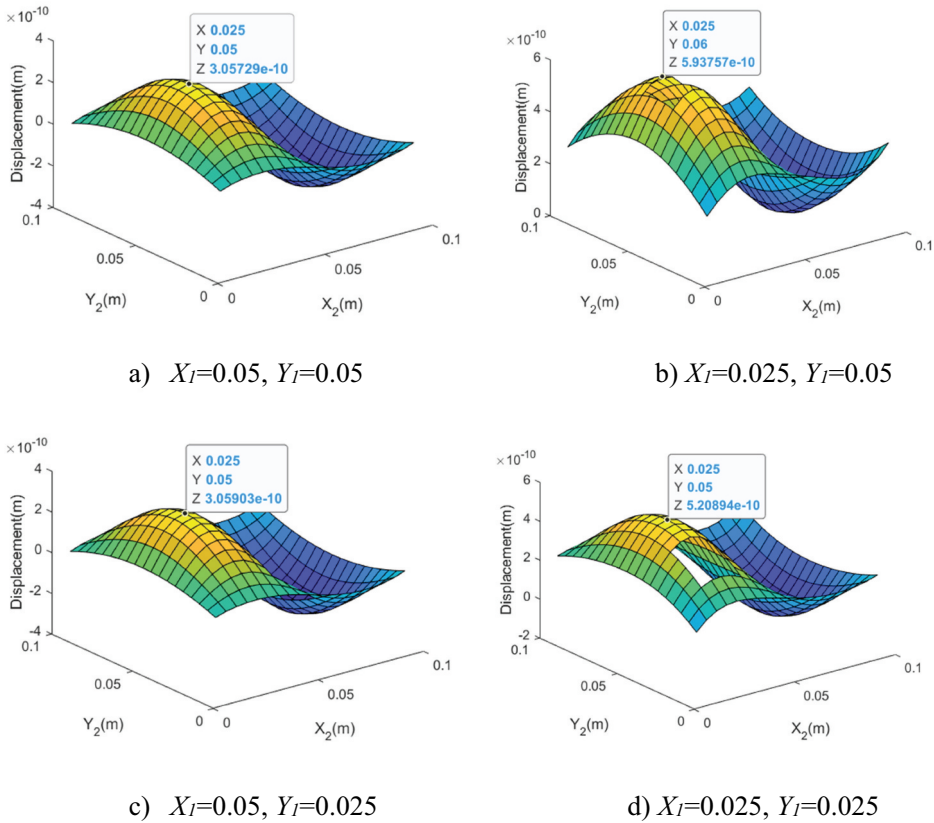 ×10⁻¹⁰
4
2
0
-2
-4
Displacement(m)
X 0.025
Y 0.05
Z 3.05729e-10
0.1
0.05
0
Y₂(m)
0
0.05
0.1
X₂(m)
a) X₁=0.05, Y₁=0.05
×10⁻¹⁰
6
4
2
0
Displacement(m)
X 0.025
Y 0.06
Z 5.93757e-10
0.1
0.05
0
Y₂(m)
0
0.05
0.1
X₂(m)
b) X₁=0.025, Y₁=0.05
×10⁻¹⁰
4
2
0
-2
-4
Displacement(m)
X 0.025
Y 0.05
Z 3.05903e-10
0.1
0.05
0
Y₂(m)
0
0.05
0.1
X₂(m)
c) X₁=0.05, Y₁=0.025
×10⁻¹⁰
6
4
2
0
-2
Displacement(m)
X 0.025
Y 0.05
Z 5.20894e-10
0.1
0.05
0
Y₂(m)
0
0.05
0.1
X₂(m)
d) X₁=0.025, Y₁=0.025